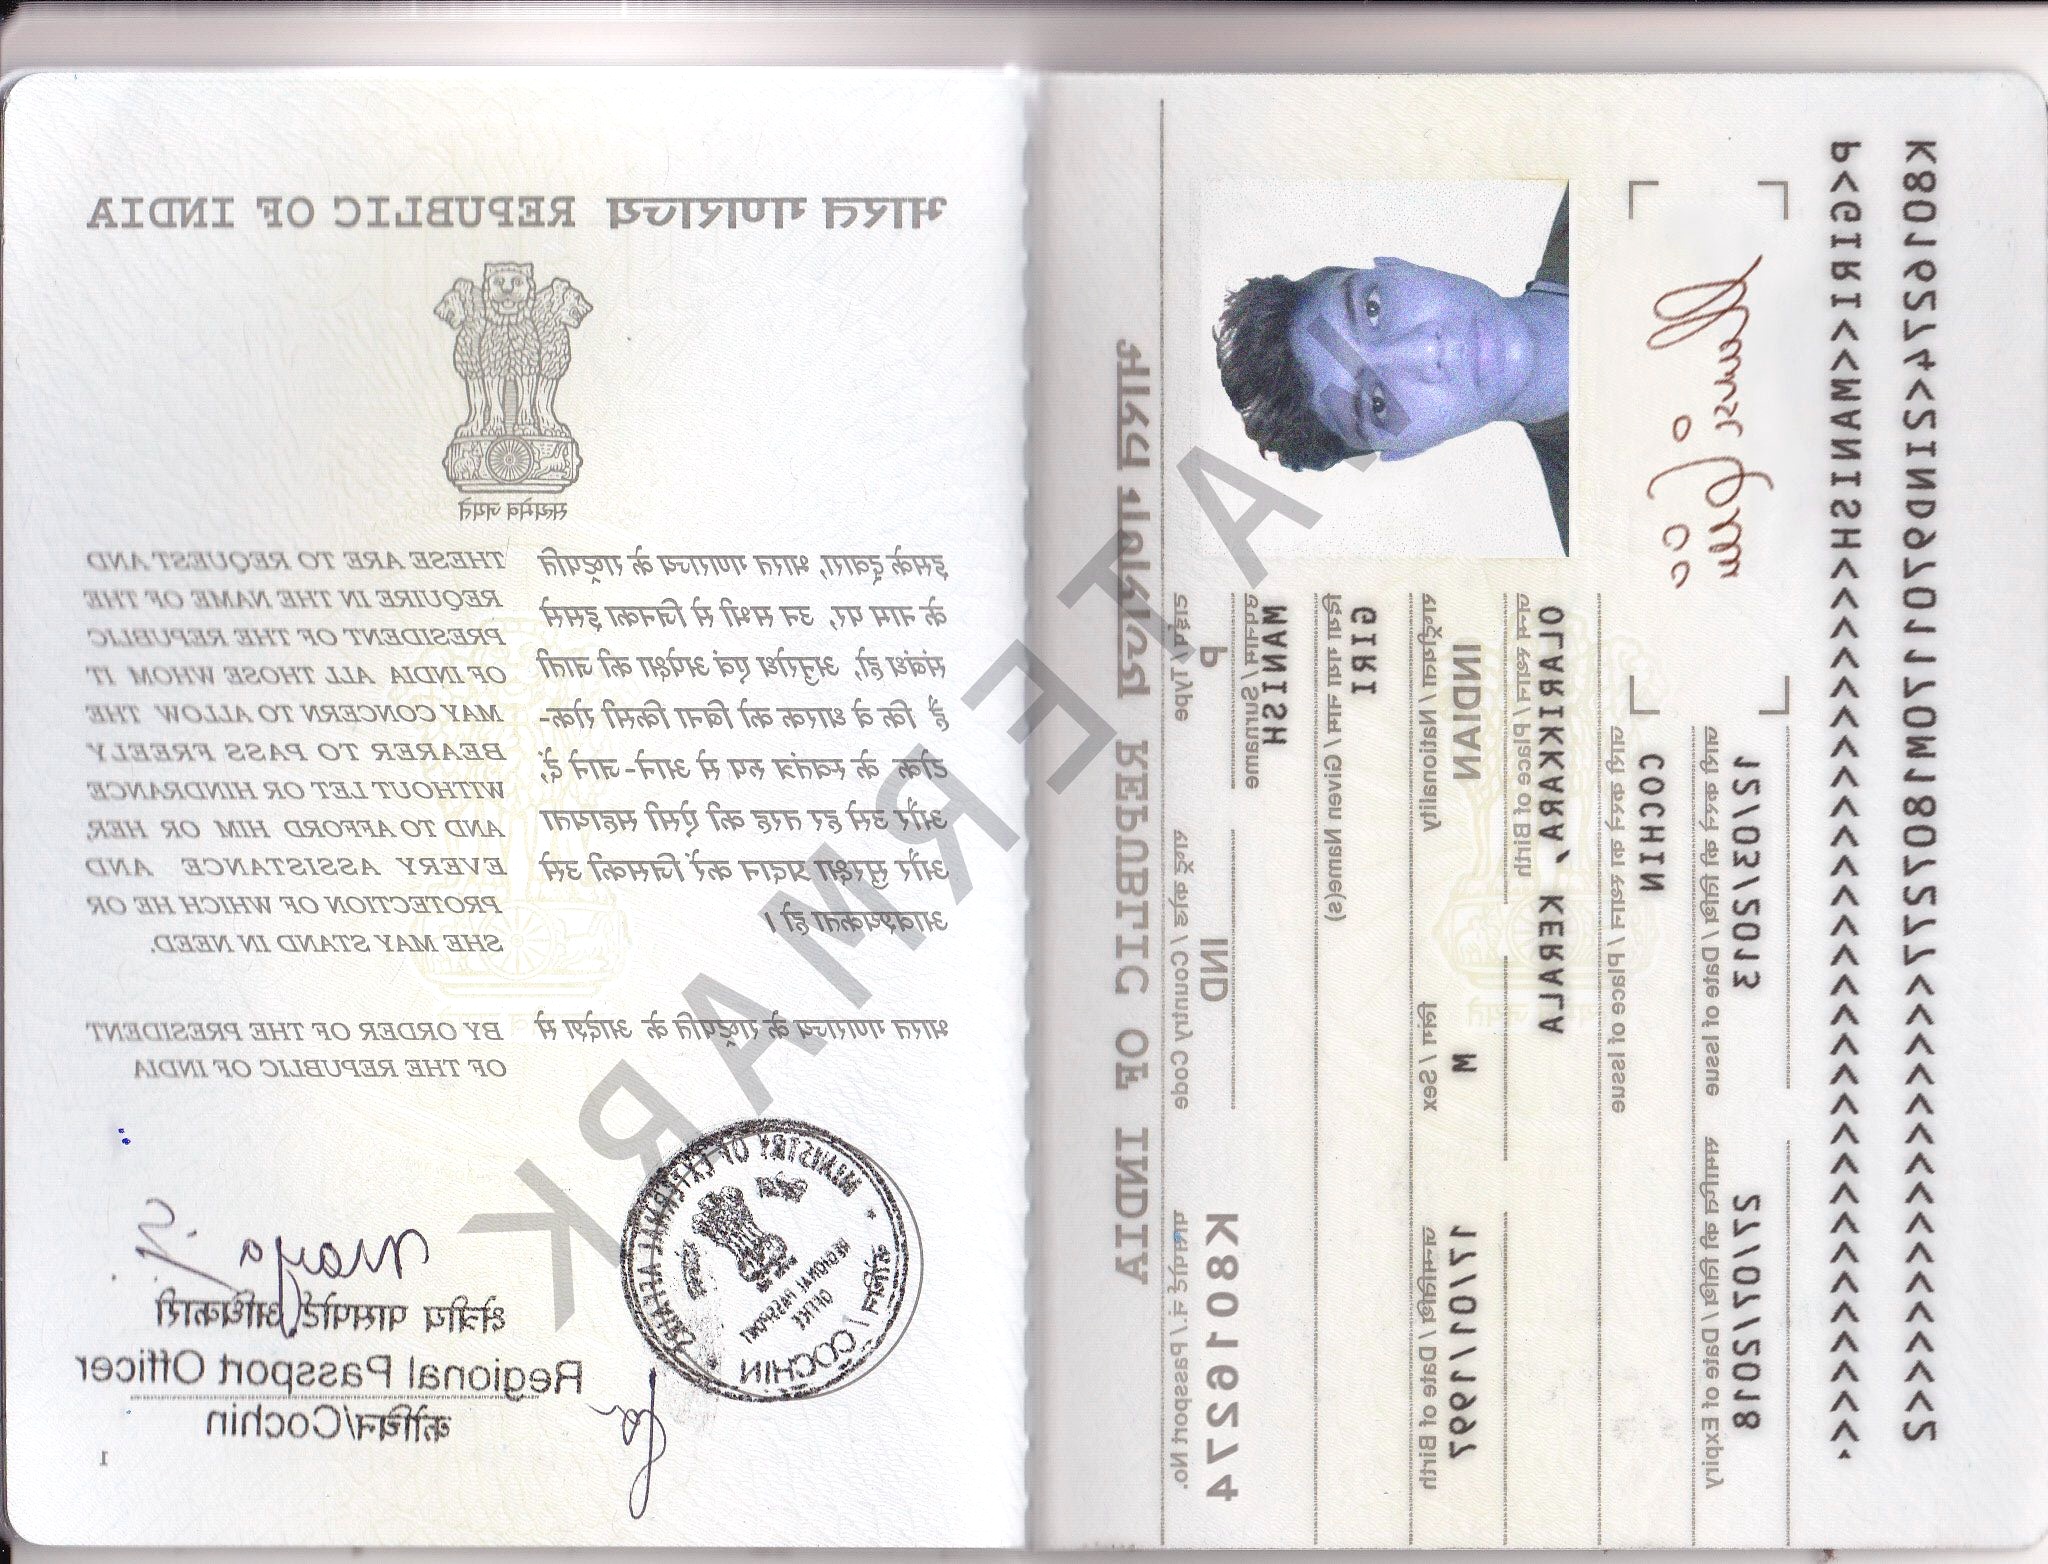 भारत गणराज्य REPUBLIC OF INDIA
सत्यमेव जयते
इसके द्वारा, भारत गणराज्य के राष्ट्रपति
के नाम पर, उन सभी से जिनका इससे
संबंध हो, अनुरोध एवं अपेक्षा की जाती
है कि वे धारक को बिना किसी रोक-
टोक के स्वतंत्र रूप से आने-जाने दें,
और उसे हर तरह की ऐसी सहायता
और सुरक्षा प्रदान करें जिसकी उसे
आवश्यकता हो।
THESE ARE TO REQUEST AND
REQUIRE IN THE NAME OF THE
PRESIDENT OF THE REPUBLIC
OF INDIA ALL THOSE WHOM IT
MAY CONCERN TO ALLOW THE
BEARER TO PASS FREELY
WITHOUT LET OR HINDRANCE
AND TO AFFORD HIM OR HER,
EVERY ASSISTANCE AND
PROTECTION OF WHICH HE OR
SHE MAY STAND IN NEED.
भारत गणराज्य के राष्ट्रपति के आदेश से
BY ORDER OF THE PRESIDENT
OF THE REPUBLIC OF INDIA
MINISTRY OF EXTERNAL AFFAIRS
REGIONAL PASSPORT
OFFICE
COCHIN
Maya
क्षेत्रीय पासपोर्ट अधिकारी
Regional Passport Officer
कोचिन/Cochin
1
WATERMARK
भारत गणराज्य REPUBLIC OF INDIA
टाईप / Type
P
राष्ट्र कोड / Country Code
IND
पासपोर्ट नं. / Passport No.
K8016274
उपनाम / Surname
MANISH
दिया गया नाम / Given Name(s)
GIRI
राष्ट्रीयता / Nationality
INDIAN
लिंग / Sex
M
जन्मतिथि / Date of Birth
17/01/1997
जन्म स्थान / Place of Birth
OLARIKKARA, KERALA
जारी करने का स्थान / Place of Issue
COCHIN
जारी करने की तिथि / Date of Issue
12/03/2013
समाप्ति की तिथि / Date of Expiry
27/07/2018
P<GIRI<<MANISH<<<<<<<<<<<<<<<<<<<<<<<<<<<<<<
K8016274<2IND9701170M1807277<<<<<<<<<<<<<<<2